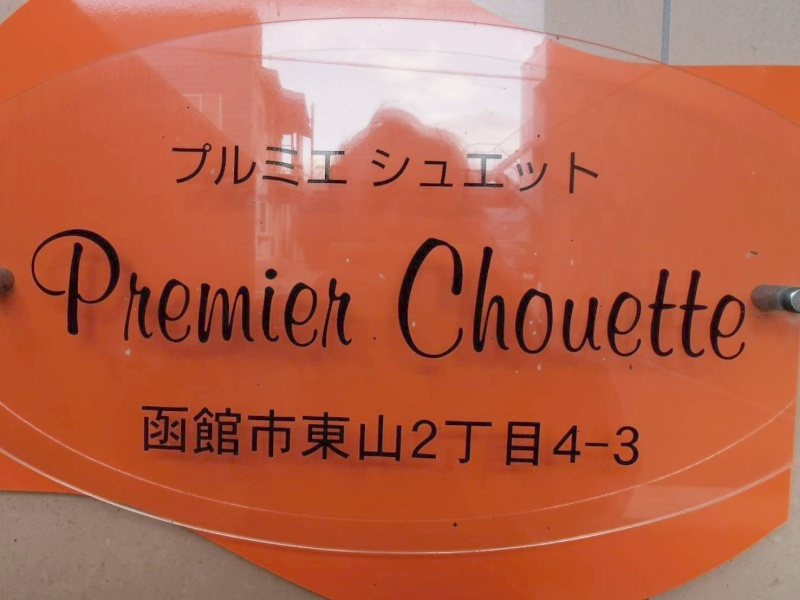 プルミエ シュエット
Premier Chouette
函館市東山2丁目4-3